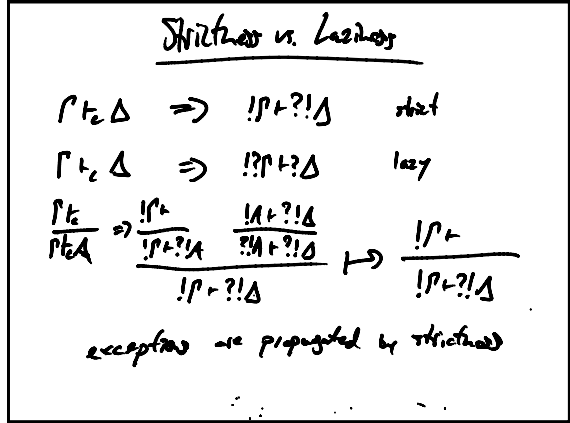 Strictness vs. Laziness
Γ ⊢c Δ ⇒ !Γ ⊢ ?!Δ strict
Γ ⊢c Δ ⇒ !?Γ ⊢ ?Δ lazy
Γ ⊢c ⇒ !Γ ⊢ !A ⊢ ?!Δ
Γ ⊢c A !Γ ⊢ ?!A ?!A ⊢ ?!Δ ↦ !Γ ⊢
!Γ ⊢ ?!Δ !Γ ⊢ ?!Δ
exceptions are propagated by strictness